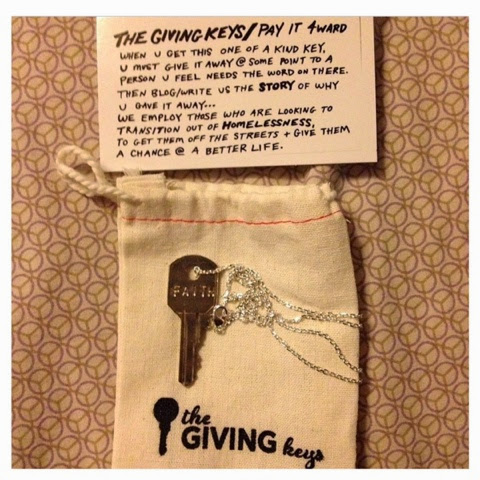 THE GIVING KEYS/PAY IT 4WARD
WHEN U GET THIS ONE OF A KIND KEY,
U MUST GIVE IT AWAY @ SOME POINT TO A
PERSON U FEEL NEEDS THE WORD ON THERE.
THEN BLOG/WRITE US THE STORY OF WHY
U GAVE IT AWAY...
WE EMPLOY THOSE WHO ARE LOOKING TO
TRANSITION OUT OF HOMELESSNESS,
TO GET THEM OFF THE STREETS + GIVE THEM
A CHANCE @ A BETTER LIFE.
FAITH
the
GIVING keys